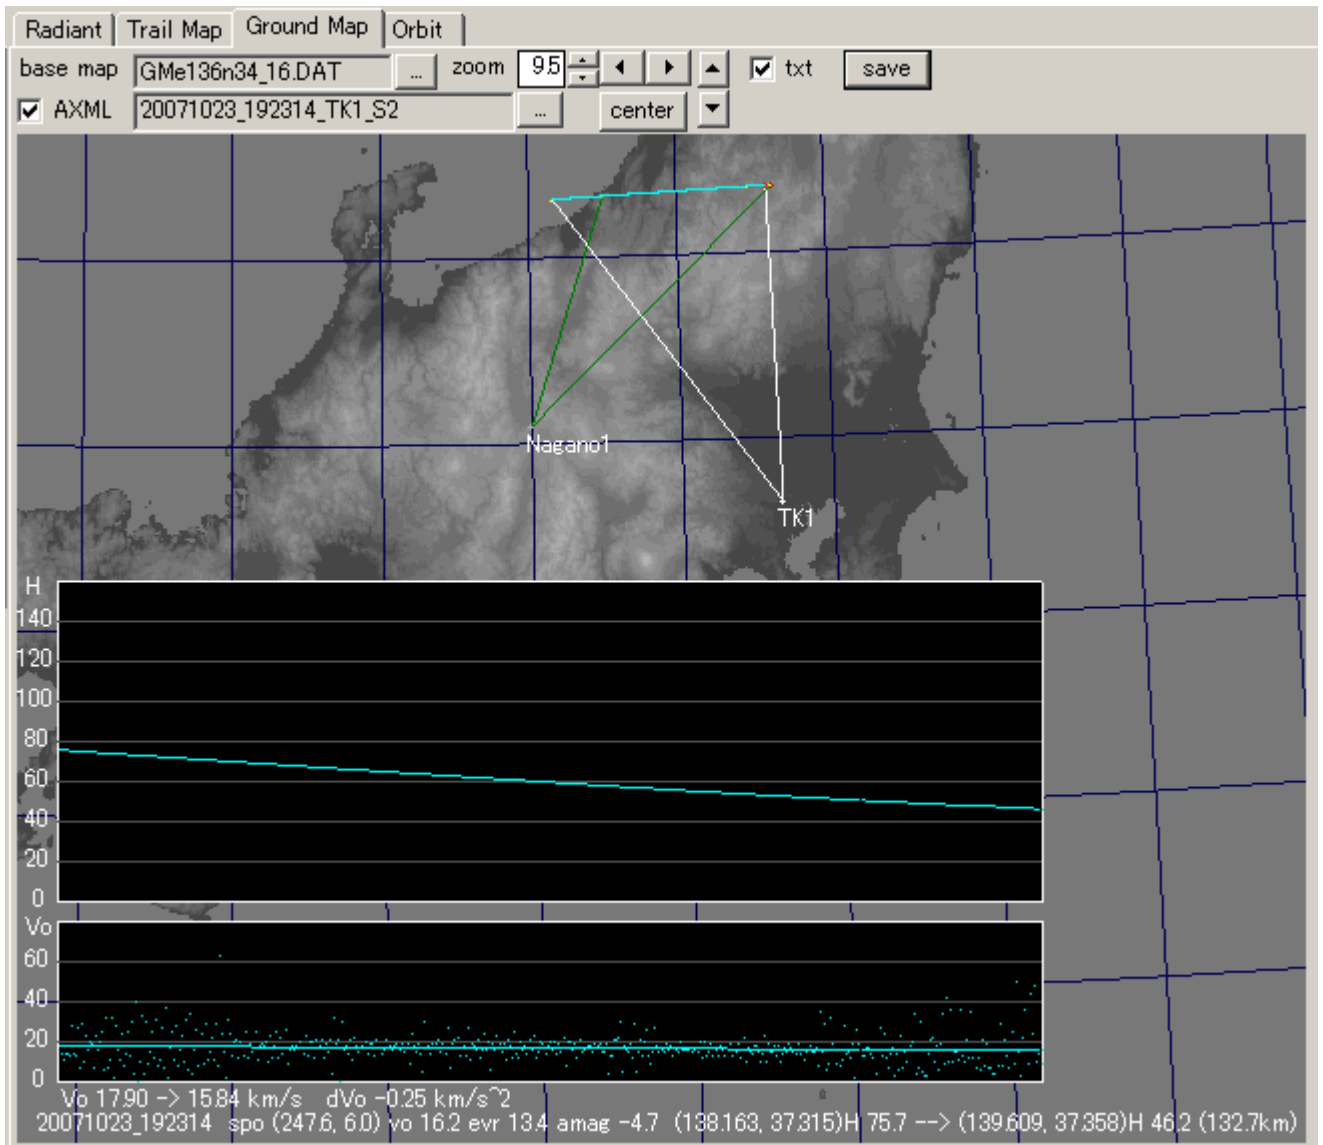 Radiant Trail Map Ground Map Orbit
base map GMe136n34_16.DAT ... zoom 9.5 txt save
AXML 20071023_192314_TK1_S2 ... center
Nagano1
TK1
H
140
120
100
80
60
40
20
0
Vo
60
40
20
0
Vo 17.90 -> 15.84 km/s dVo -0.25 km/s^2
20071023_192314 spo (247.6, 6.0) vo 16.2 evr 13.4 amag -4.7 (138.163, 37.315)H 75.7 --> (139.609, 37.358)H 46.2 (132.7km)